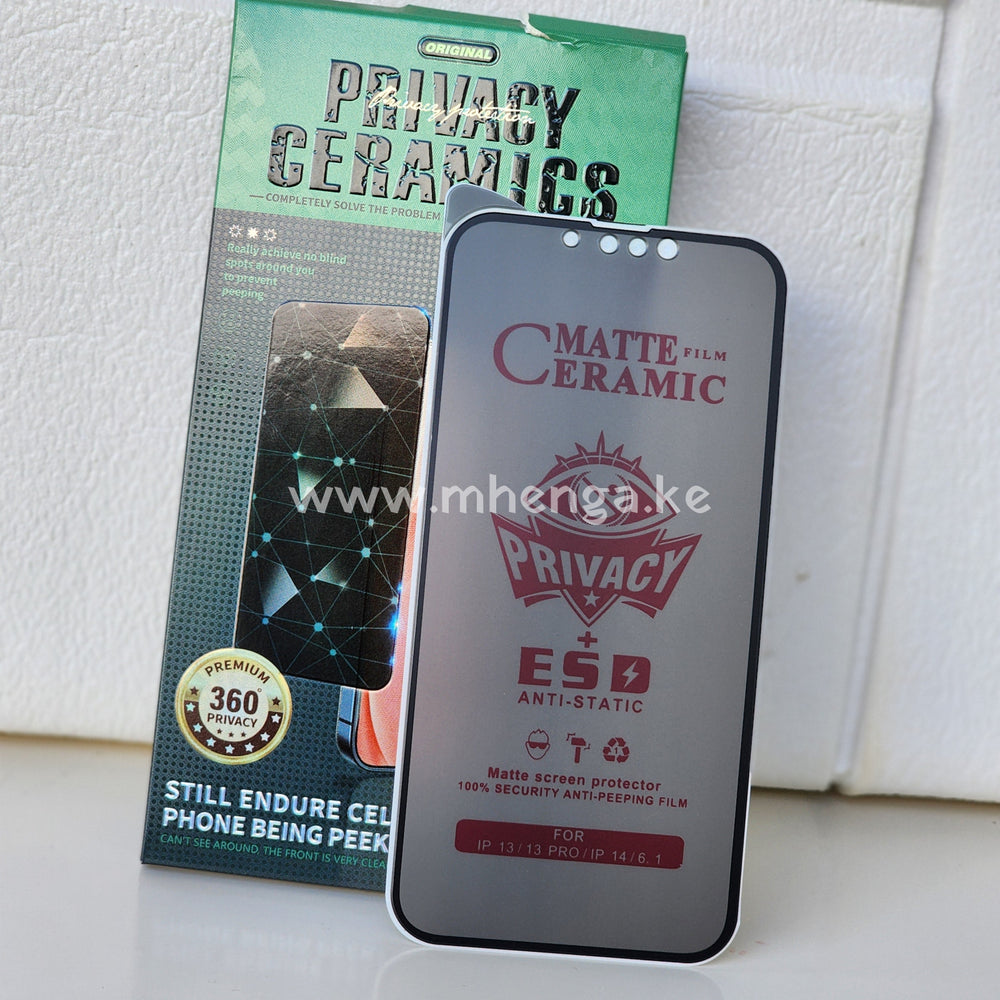 ORIGINAL
PRIVACY
Privacy protection
CERAMICS
COMPLETELY SOLVE THE PROBLEM
Really achieve no blind
spots around you
to prevent
peeping
PREMIUM
360°
PRIVACY
STILL ENDURE CEL
PHONE BEING PEEK
CAN'T SEE AROUND, THE FRONT IS VERY CLEA
MATTE FILM
CERAMIC
www.mhenga.ke
PRIVACY
+
ESD
ANTI-STATIC
1
Matte screen protector
100% SECURITY ANTI-PEEPING FILM
FOR
IP 13/13 PRO/IP 14/6.1